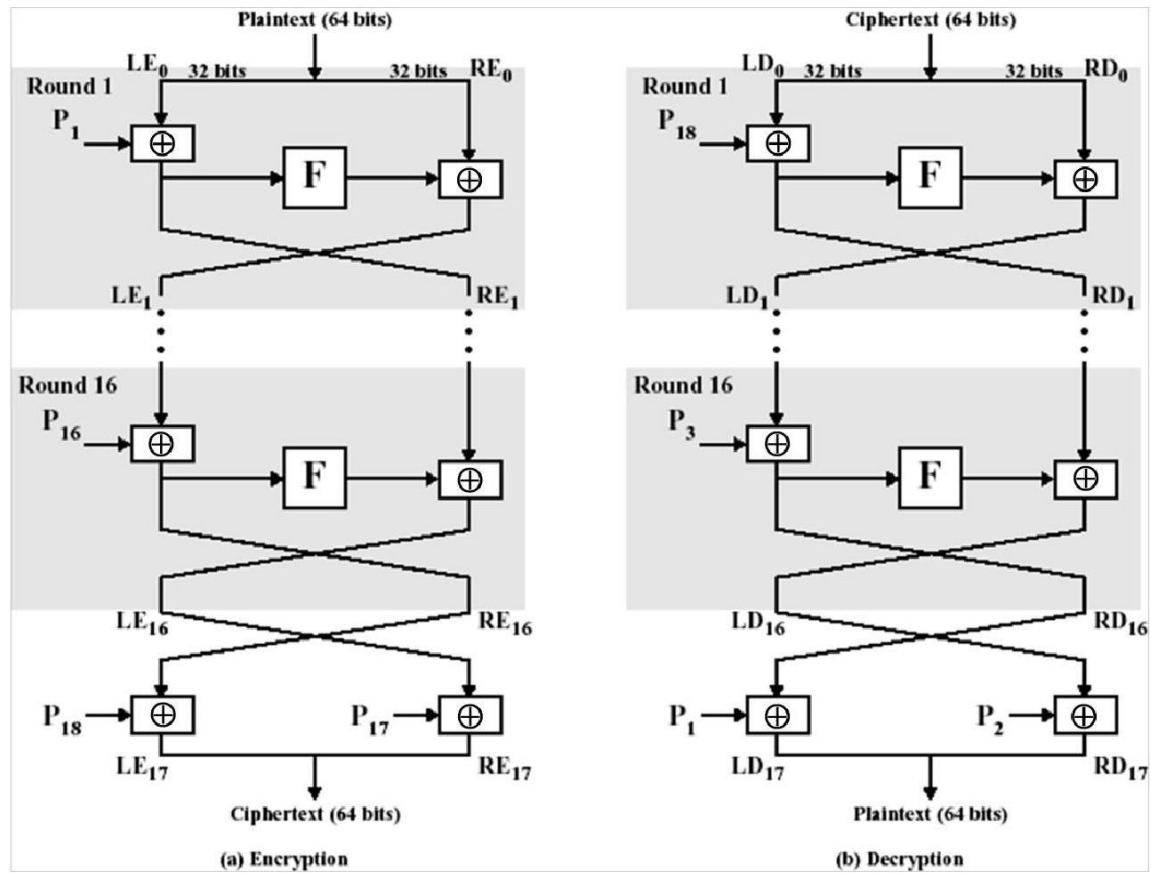 Plaintext (64 bits)
LE0 32 bits 32 bits RE0
Round 1
P1
⊕
F
⊕
LE1 RE1
Round 16
P16
⊕
F
⊕
LE16 RE16
P18 ⊕ P17 ⊕
LE17 RE17
Ciphertext (64 bits)
(a) Encryption
Ciphertext (64 bits)
LD0 32 bits 32 bits RD0
Round 1
P18
⊕
F
⊕
LD1 RD1
Round 16
P3
⊕
F
⊕
LD16 RD16
P1 ⊕ P2 ⊕
LD17 RD17
Plaintext (64 bits)
(b) Decryption